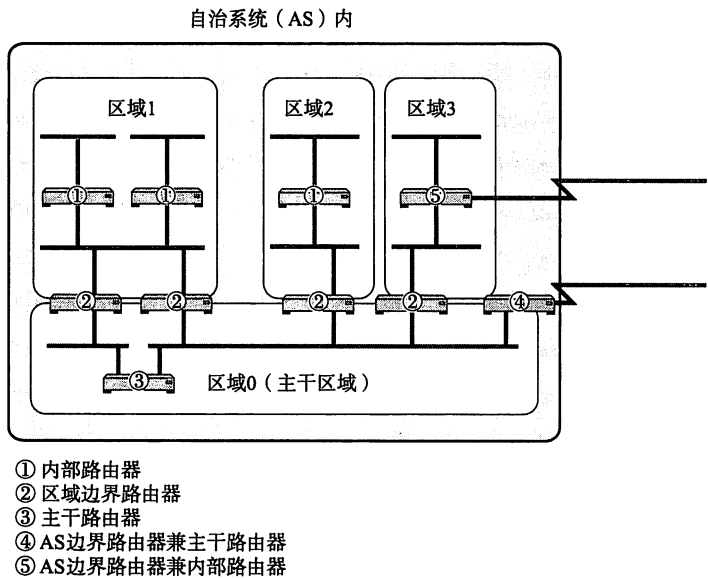 自治系统（AS）内
区域1
区域2
区域3
① ① ① ⑤
② ② ② ② ④
③
区域0（主干区域）
① 内部路由器
② 区域边界路由器
③ 主干路由器
④ AS边界路由器兼主干路由器
⑤ AS边界路由器兼内部路由器